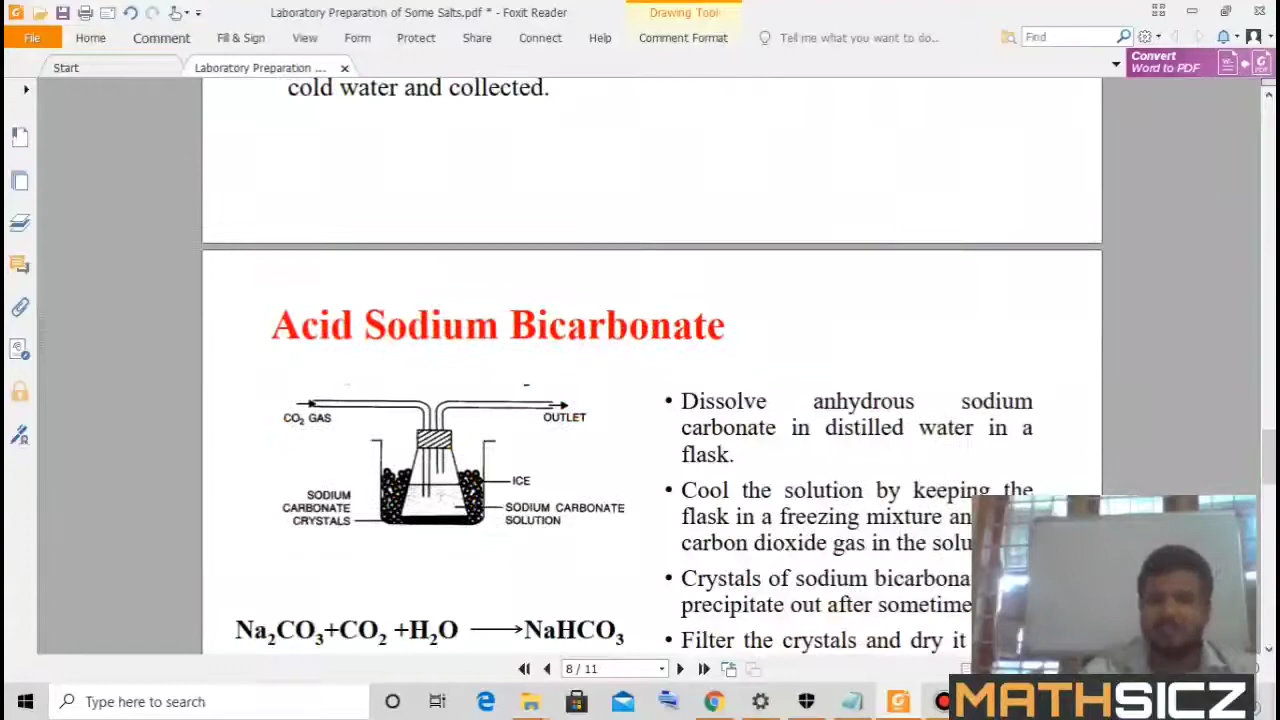 Laboratory Preparation of Some Salts.pdf * - Foxit Reader
Drawing Tool
File
Home
Comment
Fill & Sign
View
Form
Protect
Share
Connect
Help
Comment Format
Tell me what you want to do...
Find
Start
Laboratory Preparation ...
Convert
Word to PDF
cold water and collected.
Acid Sodium Bicarbonate
CO2 GAS
OUTLET
ICE
SODIUM
CARBONATE
CRYSTALS
SODIUM CARBONATE
SOLUTION
Na2CO3+CO2 +H2O ⟶NaHCO3
• Dissolve anhydrous sodium
carbonate in distilled water in a
flask.
• Cool the solution by keeping the
flask in a freezing mixture an
carbon dioxide gas in the solu
• Crystals of sodium bicarbona
precipitate out after sometime
• Filter the crystals and dry it
8 / 11
Type here to search
MATHSICZ